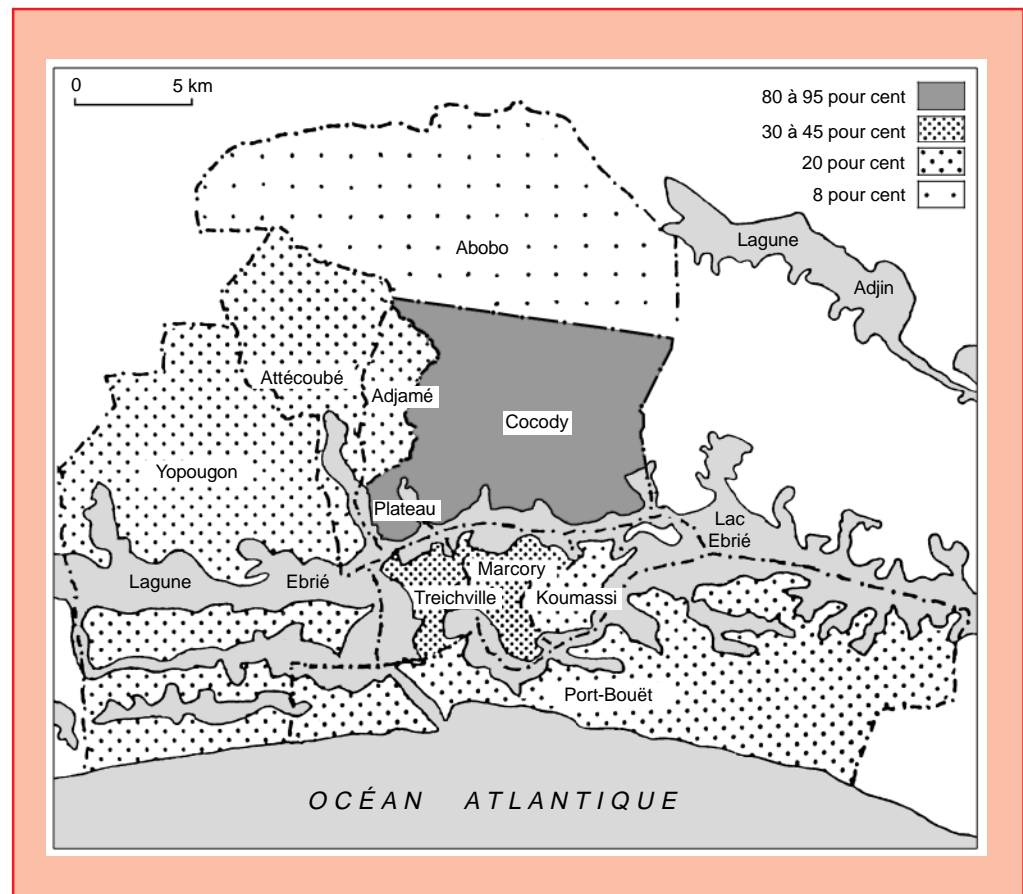 0 5 km
80 à 95 pour cent
30 à 45 pour cent
20 pour cent
8 pour cent
Lagune
Adjin
Abobo
Attécoubé
Adjamé
Cocody
Yopougon
Plateau
Lac
Ebrié
Lagune Ebrié
Marcory
Treichville
Koumassi
Port-Bouët
OCÉAN ATLANTIQUE